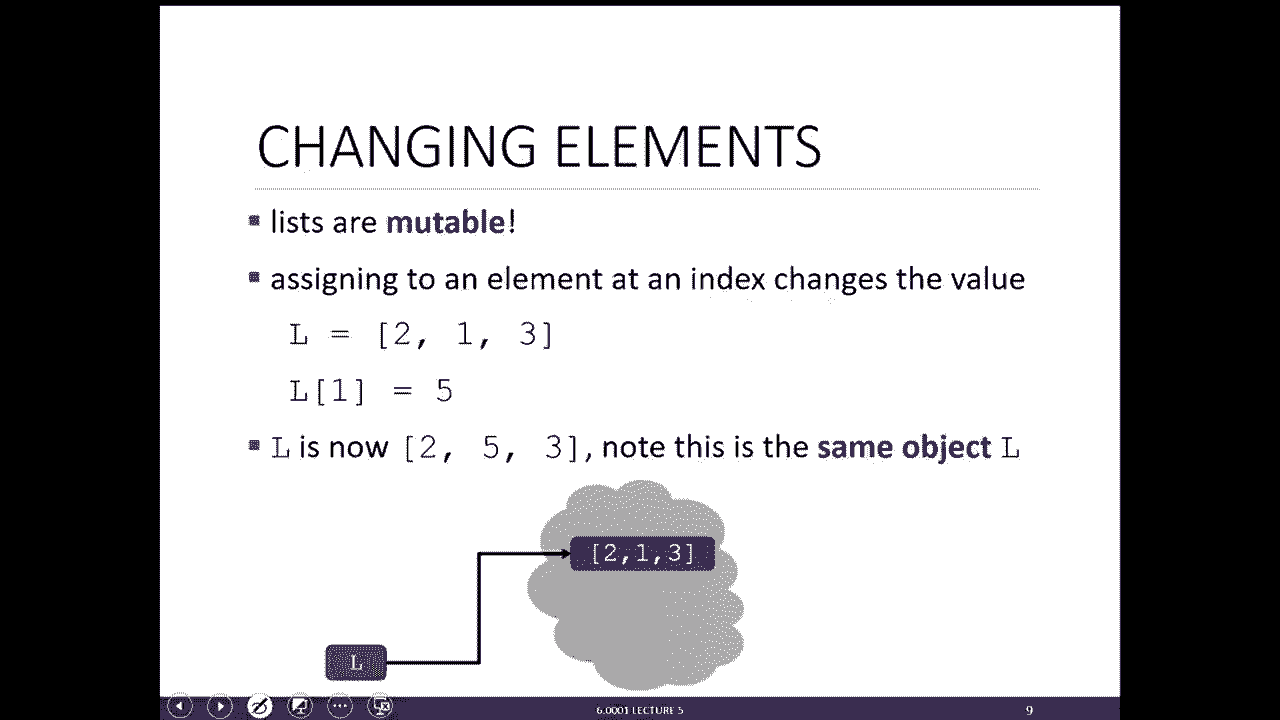 CHANGING ELEMENTS
▪ lists are mutable!
▪ assigning to an element at an index changes the value
L = [2, 1, 3]
L[1] = 5
▪ L is now [2, 5, 3], note this is the same object L
[2,1,3]
L
6.0001 LECTURE 5
9